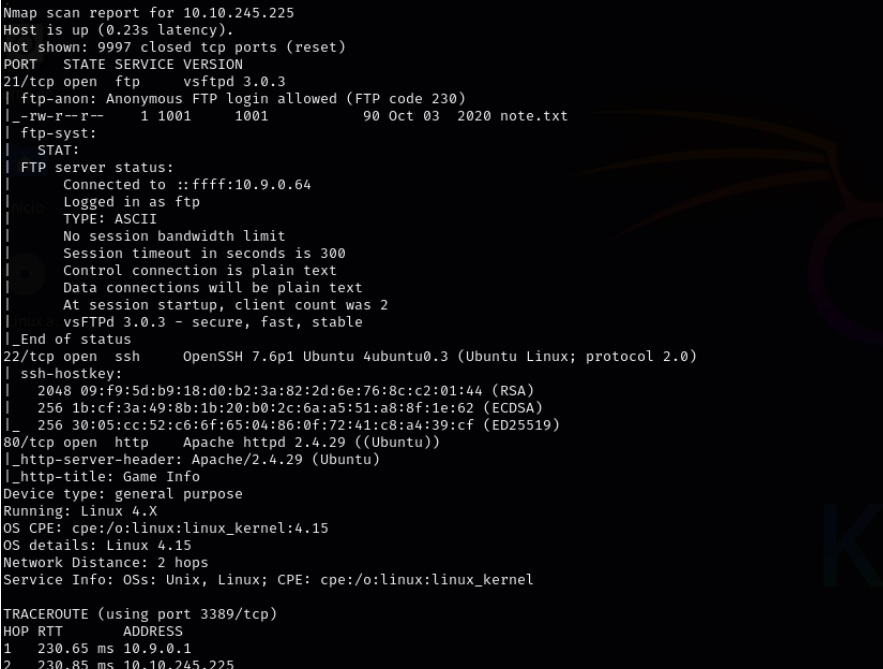 Nmap scan report for 10.10.245.225
Host is up (0.23s latency).
Not shown: 9997 closed tcp ports (reset)
PORT   STATE SERVICE VERSION
21/tcp open  ftp     vsftpd 3.0.3
| ftp-anon: Anonymous FTP login allowed (FTP code 230)
|_-rw-r--r--    1 1001     1001           90 Oct 03  2020 note.txt
| ftp-syst:
|   STAT:
| FTP server status:
|      Connected to ::ffff:10.9.0.64
|      Logged in as ftp
|      TYPE: ASCII
|      No session bandwidth limit
|      Session timeout in seconds is 300
|      Control connection is plain text
|      Data connections will be plain text
|      At session startup, client count was 2
|      vsFTPd 3.0.3 - secure, fast, stable
|_End of status
22/tcp open  ssh     OpenSSH 7.6p1 Ubuntu 4ubuntu0.3 (Ubuntu Linux; protocol 2.0)
| ssh-hostkey:
|   2048 09:f9:5d:b9:18:d0:b2:3a:82:2d:6e:76:8c:c2:01:44 (RSA)
|   256 1b:cf:3a:49:8b:1b:20:b0:2c:6a:a5:51:a8:8f:1e:62 (ECDSA)
|_  256 30:05:cc:52:c6:6f:65:04:86:0f:72:41:c8:a4:39:cf (ED25519)
80/tcp open  http    Apache httpd 2.4.29 ((Ubuntu))
|_http-server-header: Apache/2.4.29 (Ubuntu)
|_http-title: Game Info
Device type: general purpose
Running: Linux 4.X
OS CPE: cpe:/o:linux:linux_kernel:4.15
OS details: Linux 4.15
Network Distance: 2 hops
Service Info: OSs: Unix, Linux; CPE: cpe:/o:linux:linux_kernel
TRACEROUTE (using port 3389/tcp)
HOP RTT       ADDRESS
1   230.65 ms 10.9.0.1
2   230.85 ms 10.10.245.225